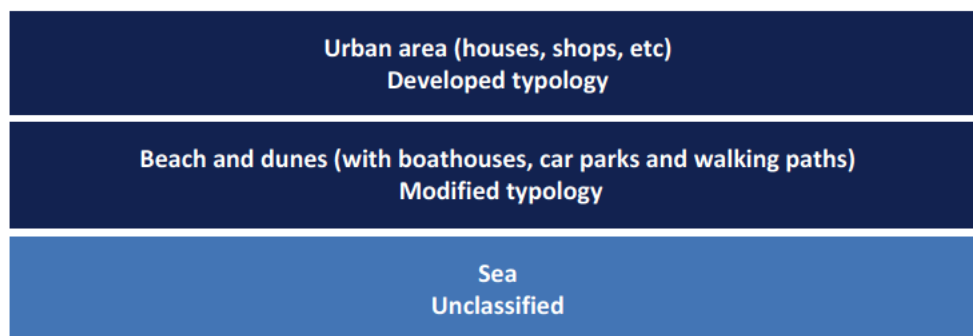 Urban area (houses, shops, etc)
Developed typology
Beach and dunes (with boathouses, car parks and walking paths)
Modified typology
Sea
Unclassified